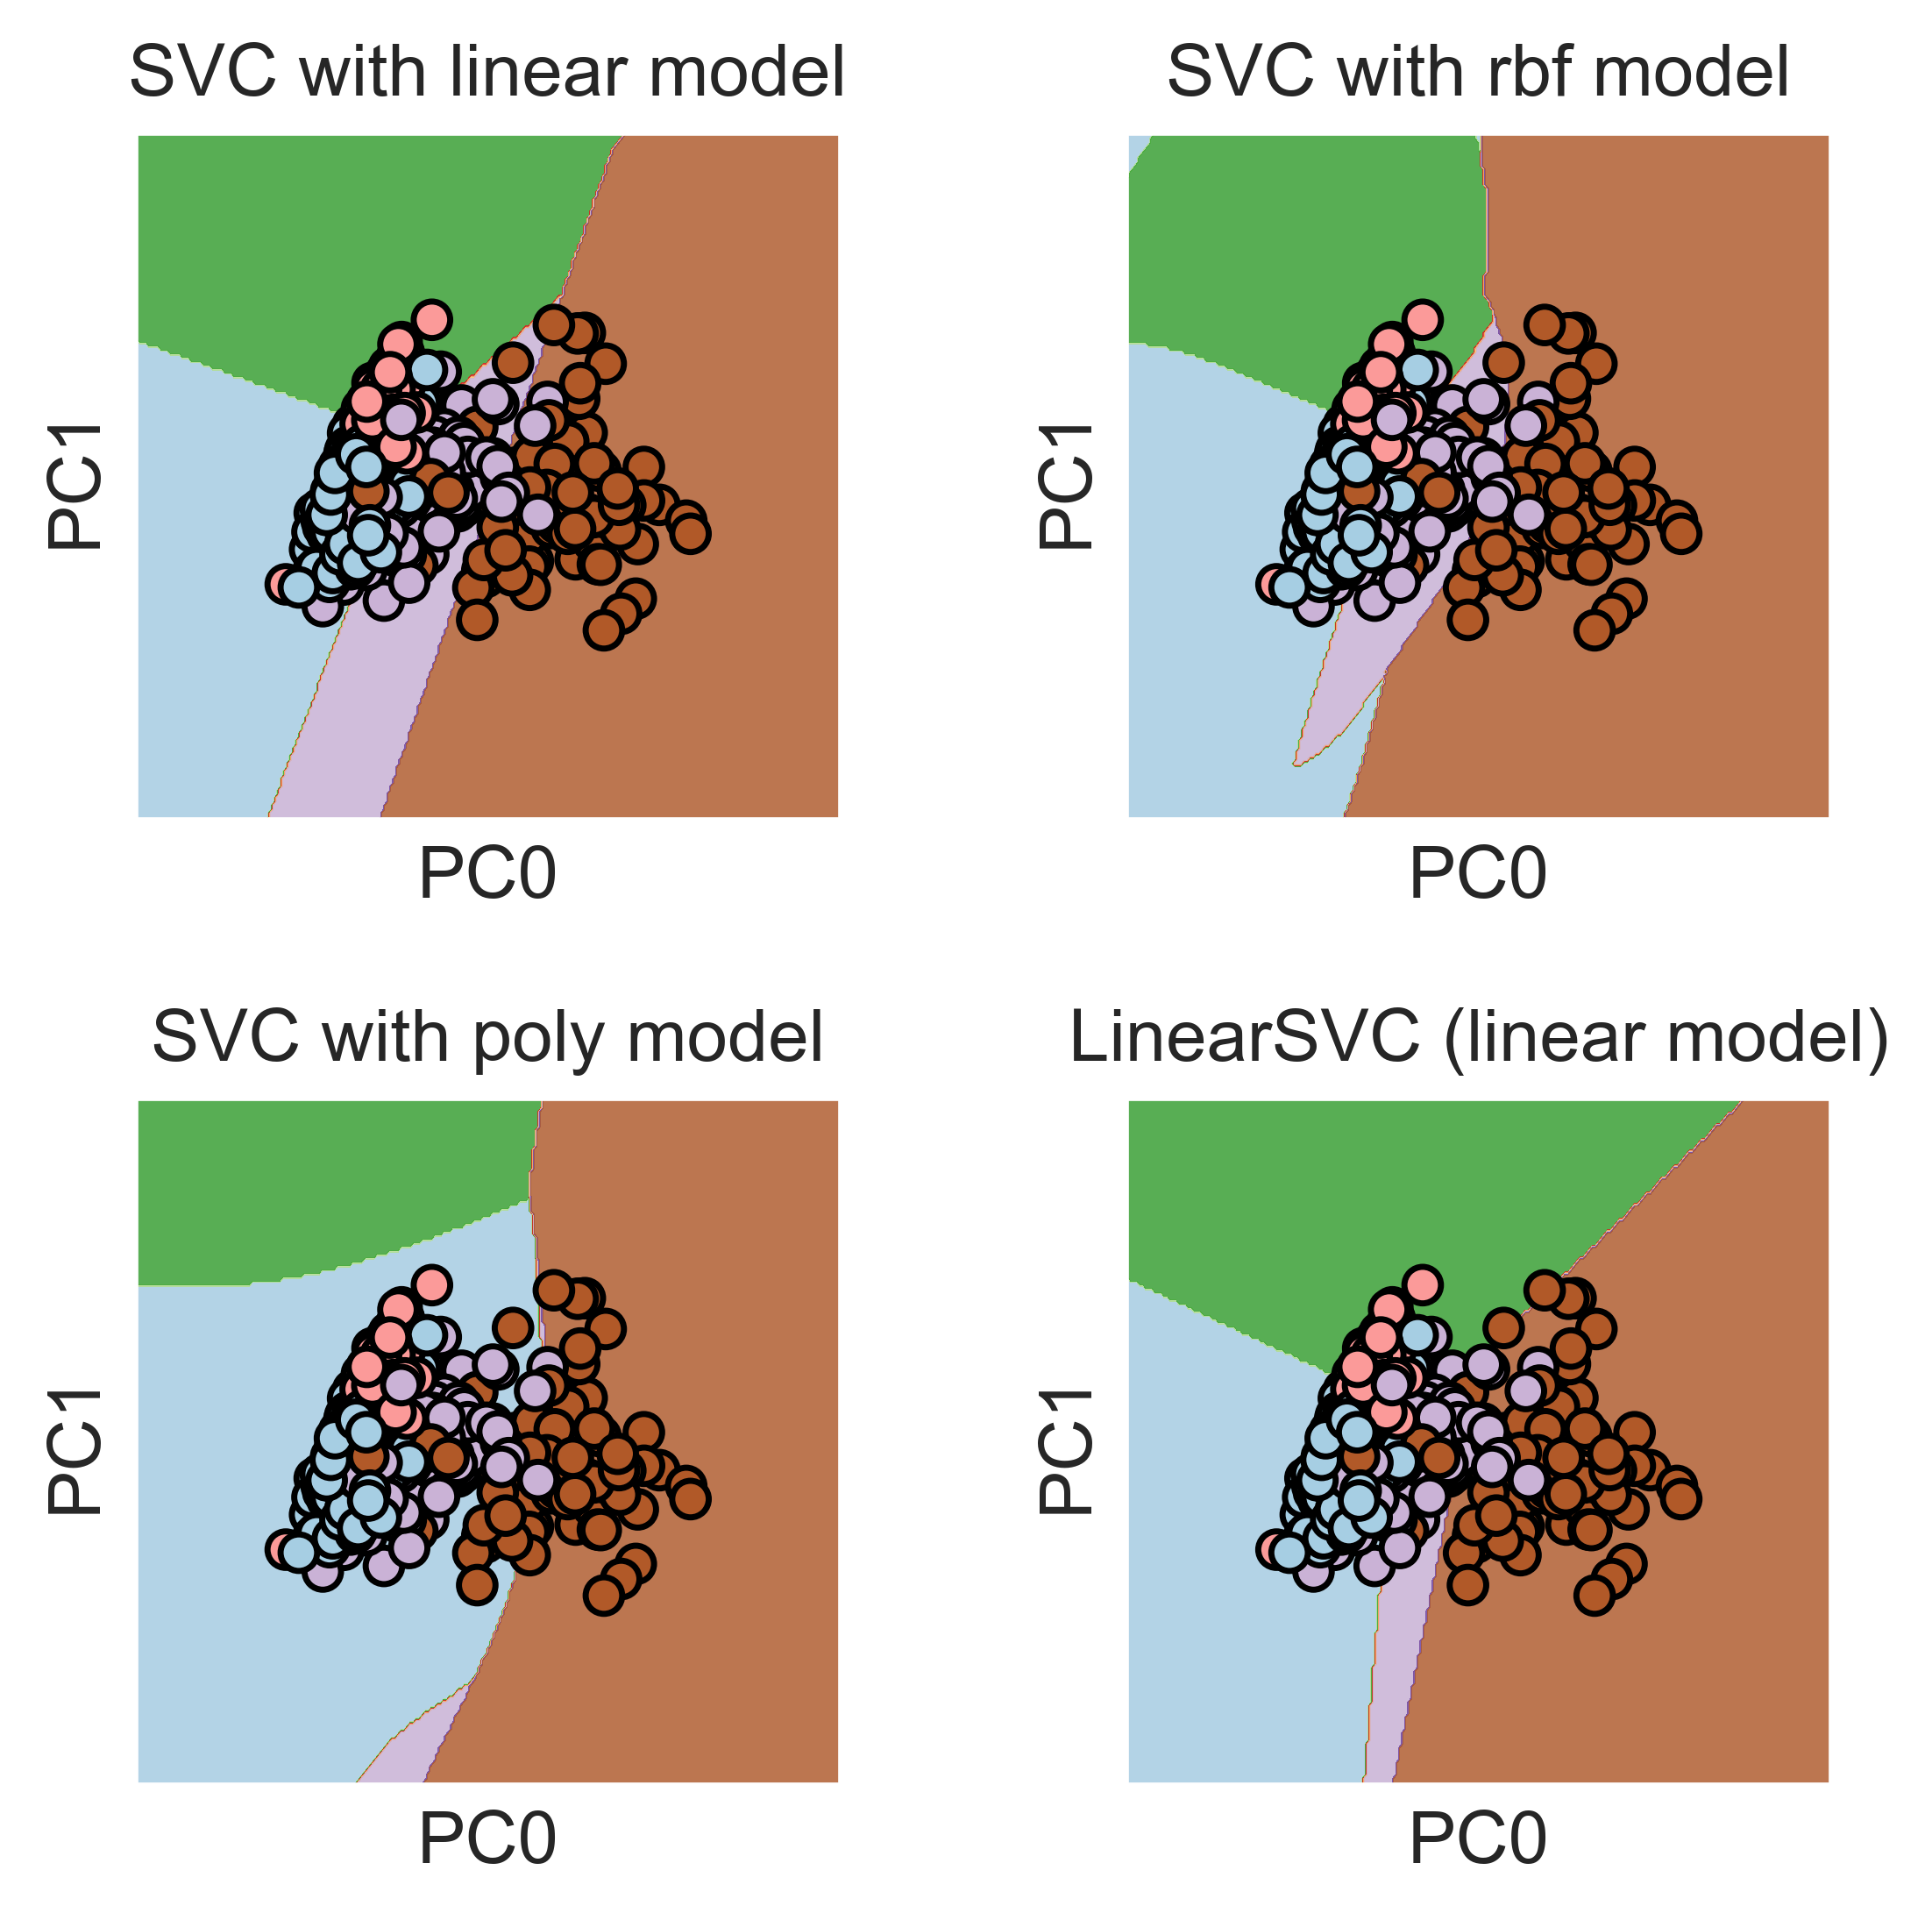 SVC with linear model
SVC with rbf model
PC1
PC0
PC1
PC0
SVC with poly model
LinearSVC (linear model)
PC1
PC0
PC1
PC0